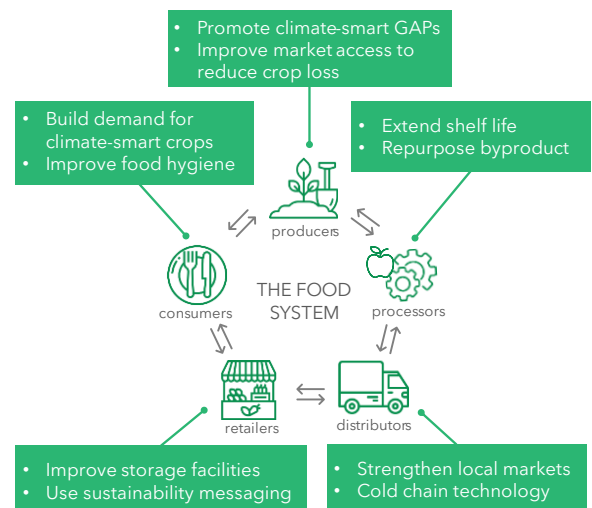 • Promote climate-smart GAPs
• Improve market access to
reduce crop loss
• Build demand for
climate-smart crops
• Improve food hygiene
• Extend shelf life
• Repurpose byproduct
producers
consumers
THE FOOD
SYSTEM
processors
retailers
distributors
• Improve storage facilities
• Use sustainability messaging
• Strengthen local markets
• Cold chain technology